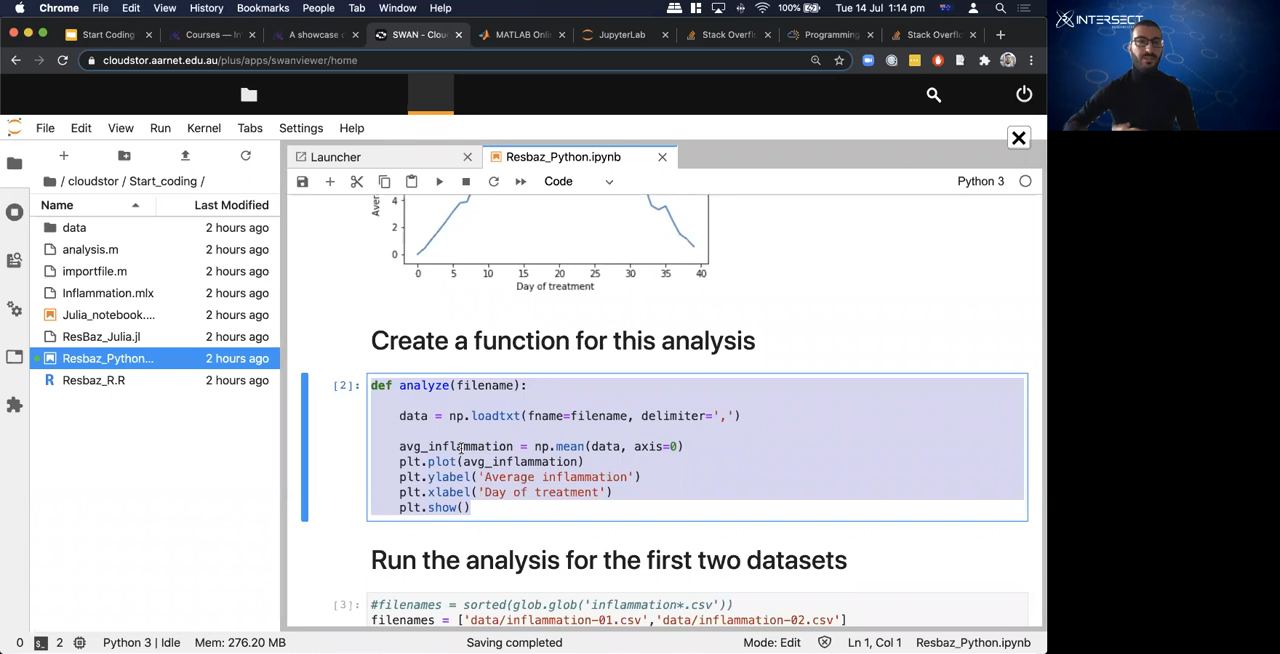 Chrome File Edit View History Bookmarks People Tab Window Help 100% Tue 14 Jul 1:14 pm
Start Coding Courses — In A showcase o SWAN - Clou MATLAB Onli JupyterLab Stack Overfl Programming Stack Overfl
cloudstor.aarnet.edu.au/plus/apps/swanviewer/home
INTERSECT
File Edit View Run Kernel Tabs Settings Help
Launcher Resbaz_Python.ipynb
/ cloudstor / Start_coding /
Code Python 3
Name Last Modified
data 2 hours ago
analysis.m 2 hours ago
importfile.m 2 hours ago
Inflammation.mlx 2 hours ago
Julia_notebook.... 2 hours ago
ResBaz_Julia.jl 2 hours ago
Resbaz_Python... 2 hours ago
Resbaz_R.R 2 hours ago
Aver
4
2
0
0 5 10 15 20 25 30 35 40
Day of treatment
Create a function for this analysis
[2]: def analyze(filename):
data = np.loadtxt(fname=filename, delimiter=',')
avg_inflammation = np.mean(data, axis=0)
plt.plot(avg_inflammation)
plt.ylabel('Average inflammation')
plt.xlabel('Day of treatment')
plt.show()
Run the analysis for the first two datasets
[3]: #filenames = sorted(glob.glob('inflammation*.csv'))
filenames = ['data/inflammation-01.csv','data/inflammation-02.csv']
0 2 Python 3 | Idle Mem: 276.20 MB Saving completed Mode: Edit Ln 1, Col 1 Resbaz_Python.ipynb